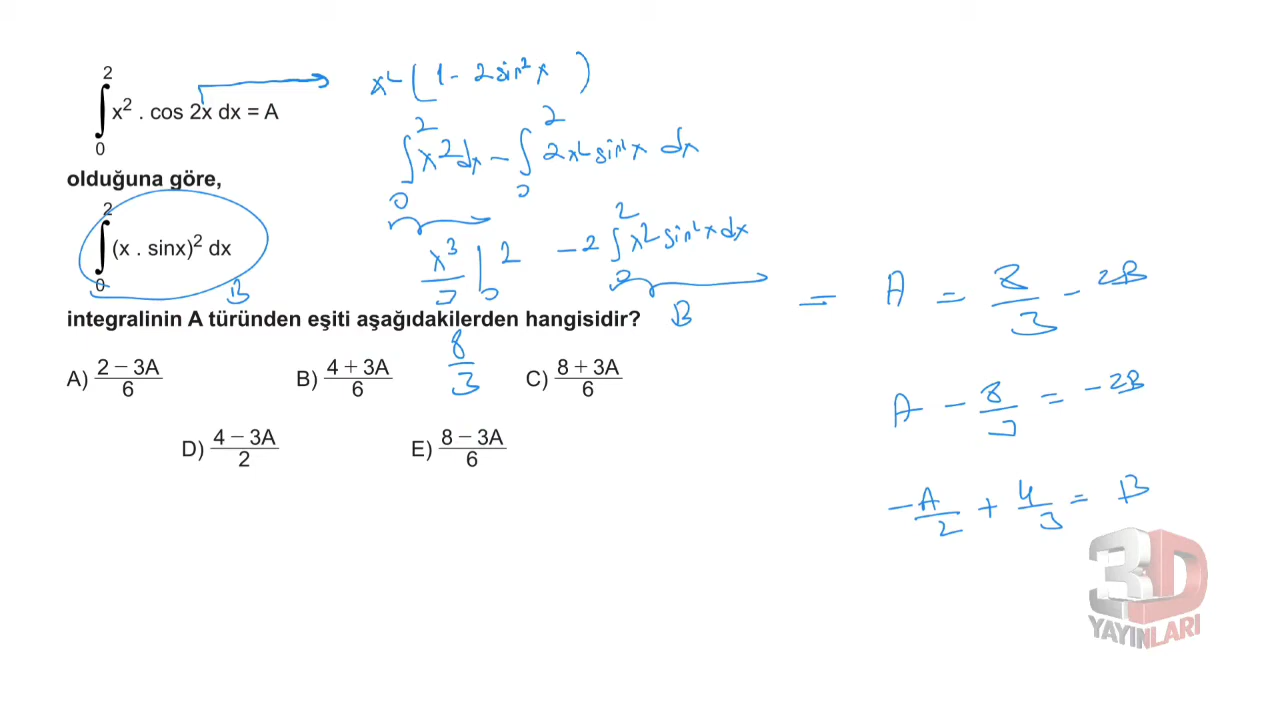 ∫₀² x² . cos 2x dx = A
x² ( 1 - 2sin²x )
∫₀² x² dx - ∫₀² 2x² sin²x dx
olduğuna göre,
∫₀² (x . sinx)² dx
B
x³/3 |₀² - 2 ∫₀² x² sin²x dx
B
= A = 8/3 - 2B
integralinin A türünden eşiti aşağıdakilerden hangisidir?
8/3
A) (2 – 3A)/6 B) (4 + 3A)/6 C) (8 + 3A)/6
A - 8/3 = -2B
D) (4 – 3A)/2 E) (8 – 3A)/6
-A/2 + 4/3 = B
3D
YAYINLARI